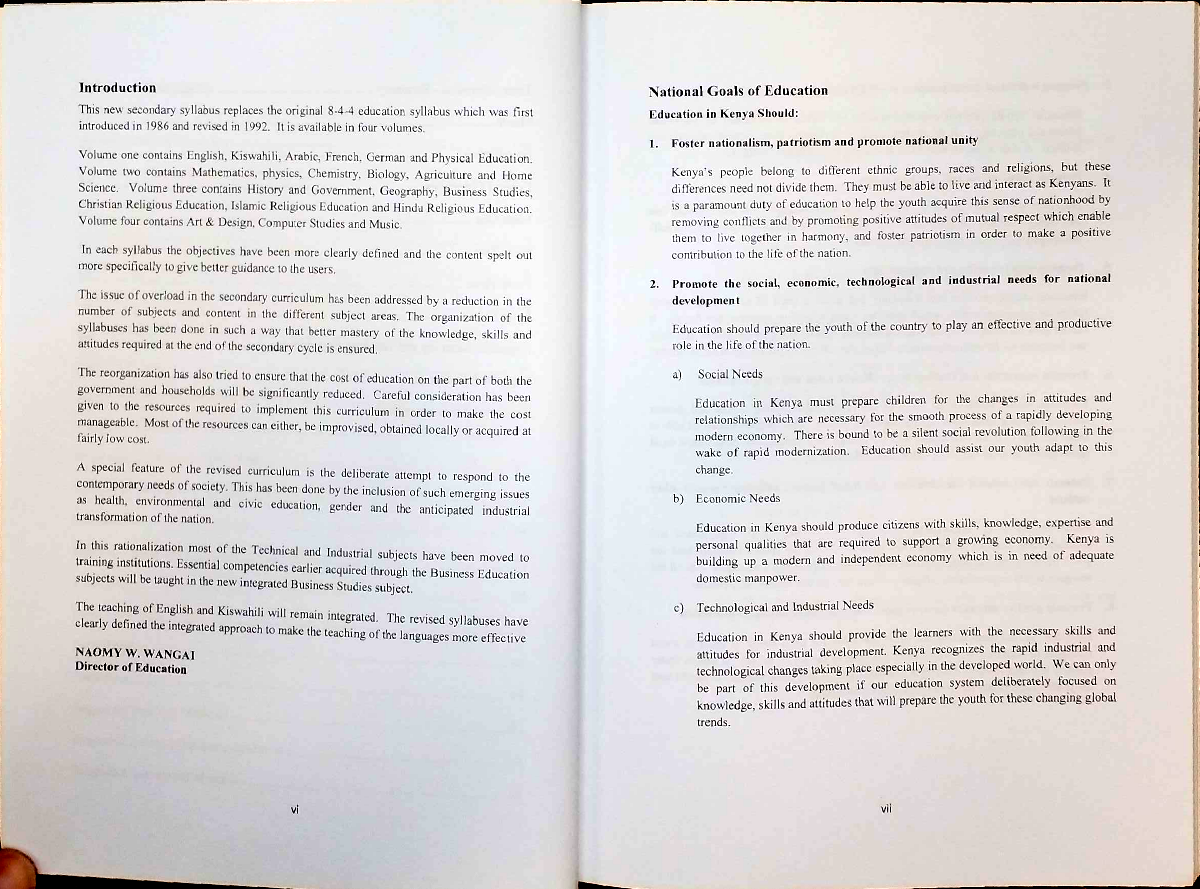 Introduction
This new secondary syllabus replaces the original 8-4-4 education syllabus which was first
introduced in 1986 and revised in 1992. It is available in four volumes.
Volume one contains English, Kiswahili, Arabic, French, German and Physical Education.
Volume two contains Mathematics, physics, Chemistry, Biology, Agriculture and Home
Science. Volume three contains History and Government, Geography, Business Studies,
Christian Religious Education, Islamic Religious Education and Hindu Religious Education.
Volume four contains Art & Design, Computer Studies and Music.
In each syllabus the objectives have been more clearly defined and the content spelt out
more specifically to give better guidance to the users.
The issue of overload in the secondary curriculum has been addressed by a reduction in the
number of subjects and content in the different subject areas. The organization of the
syllabuses has been done in such a way that better mastery of the knowledge, skills and
attitudes required at the end of the secondary cycle is ensured.
The reorganization has also tried to ensure that the cost of education on the part of both the
government and households will be significantly reduced. Careful consideration has been
given to the resources required to implement this curriculum in order to make the cost
manageable. Most of the resources can either, be improvised, obtained locally or acquired at
fairly low cost.
A special feature of the revised curriculum is the deliberate attempt to respond to the
contemporary needs of society. This has been done by the inclusion of such emerging issues
as health, environmental and civic education, gender and the anticipated industrial
transformation of the nation.
In this rationalization most of the Technical and Industrial subjects have been moved to
training institutions. Essential competencies earlier acquired through the Business Education
subjects will be taught in the new integrated Business Studies subject.
The teaching of English and Kiswahili will remain integrated. The revised syllabuses have
clearly defined the integrated approach to make the teaching of the languages more effective
NAOMY W. WANGAI
Director of Education
vi
National Goals of Education
Education in Kenya Should:
1. Foster nationalism, patriotism and promote national unity
Kenya's people belong to different ethnic groups, races and religions, but these
differences need not divide them. They must be able to live and interact as Kenyans. It
is a paramount duty of education to help the youth acquire this sense of nationhood by
removing conflicts and by promoting positive attitudes of mutual respect which enable
them to live together in harmony, and foster patriotism in order to make a positive
contribution to the life of the nation.
2. Promote the social, economic, technological and industrial needs for national
development
Education should prepare the youth of the country to play an effective and productive
role in the life of the nation.
a) Social Needs
Education in Kenya must prepare children for the changes in attitudes and
relationships which are necessary for the smooth process of a rapidly developing
modern economy. There is bound to be a silent social revolution following in the
wake of rapid modernization. Education should assist our youth adapt to this
change.
b) Economic Needs
Education in Kenya should produce citizens with skills, knowledge, expertise and
personal qualities that are required to support a growing economy. Kenya is
building up a modern and independent economy which is in need of adequate
domestic manpower.
c) Technological and Industrial Needs
Education in Kenya should provide the learners with the necessary skills and
attitudes for industrial development. Kenya recognizes the rapid industrial and
technological changes taking place especially in the developed world. We can only
be part of this development if our education system deliberately focused on
knowledge, skills and attitudes that will prepare the youth for these changing global
trends.
vii